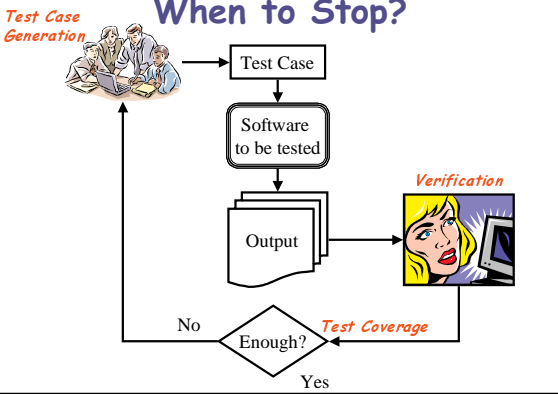 When to Stop?
Test Case
Generation
Test Case
Software
to be tested
Verification
Output
No
Enough?
Test Coverage
Yes